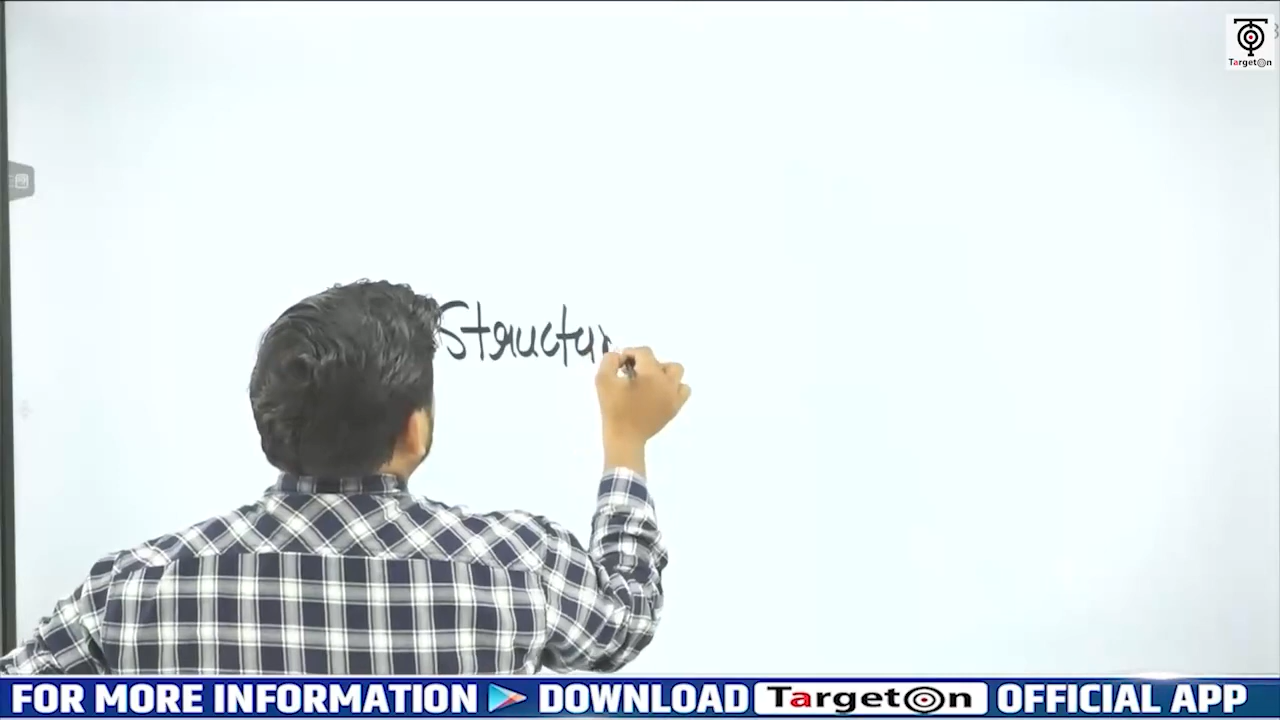 TargetOn
Structur
FOR MORE INFORMATION DOWNLOAD TargetOn OFFICIAL APP